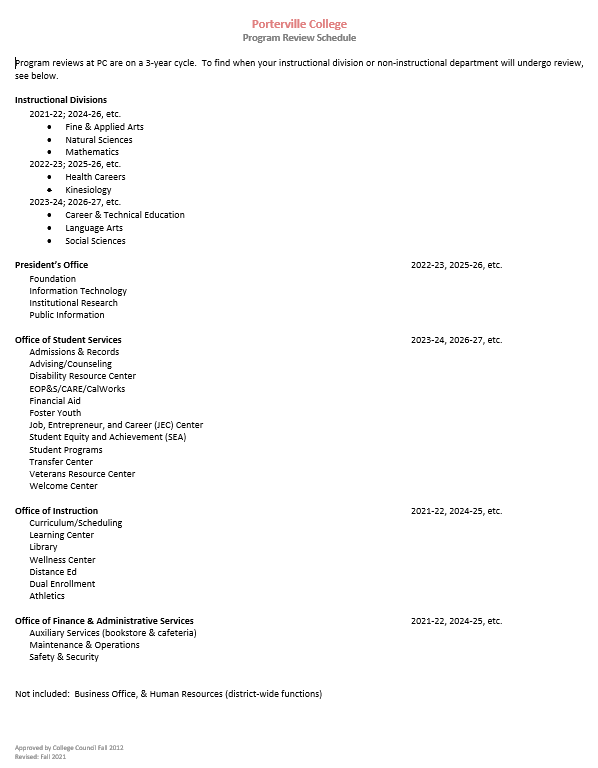 Porterville College
Program Review Schedule
Program reviews at PC are on a 3-year cycle.  To find when your instructional division or non-instructional department will undergo review,
see below.
Instructional Divisions
2021-22; 2024-26, etc.
• Fine & Applied Arts
• Natural Sciences
• Mathematics
2022-23; 2025-26, etc.
• Health Careers
• Kinesiology
2023-24; 2026-27, etc.
• Career & Technical Education
• Language Arts
• Social Sciences
President's Office 2022-23, 2025-26, etc.
Foundation
Information Technology
Institutional Research
Public Information
Office of Student Services 2023-24, 2026-27, etc.
Admissions & Records
Advising/Counseling
Disability Resource Center
EOP&S/CARE/CalWorks
Financial Aid
Foster Youth
Job, Entrepreneur, and Career (JEC) Center
Student Equity and Achievement (SEA)
Student Programs
Transfer Center
Veterans Resource Center
Welcome Center
Office of Instruction 2021-22, 2024-25, etc.
Curriculum/Scheduling
Learning Center
Library
Wellness Center
Distance Ed
Dual Enrollment
Athletics
Office of Finance & Administrative Services 2021-22, 2024-25, etc.
Auxiliary Services (bookstore & cafeteria)
Maintenance & Operations
Safety & Security
Not included:  Business Office, & Human Resources (district-wide functions)
Approved by College Council Fall 2012
Revised: Fall 2021